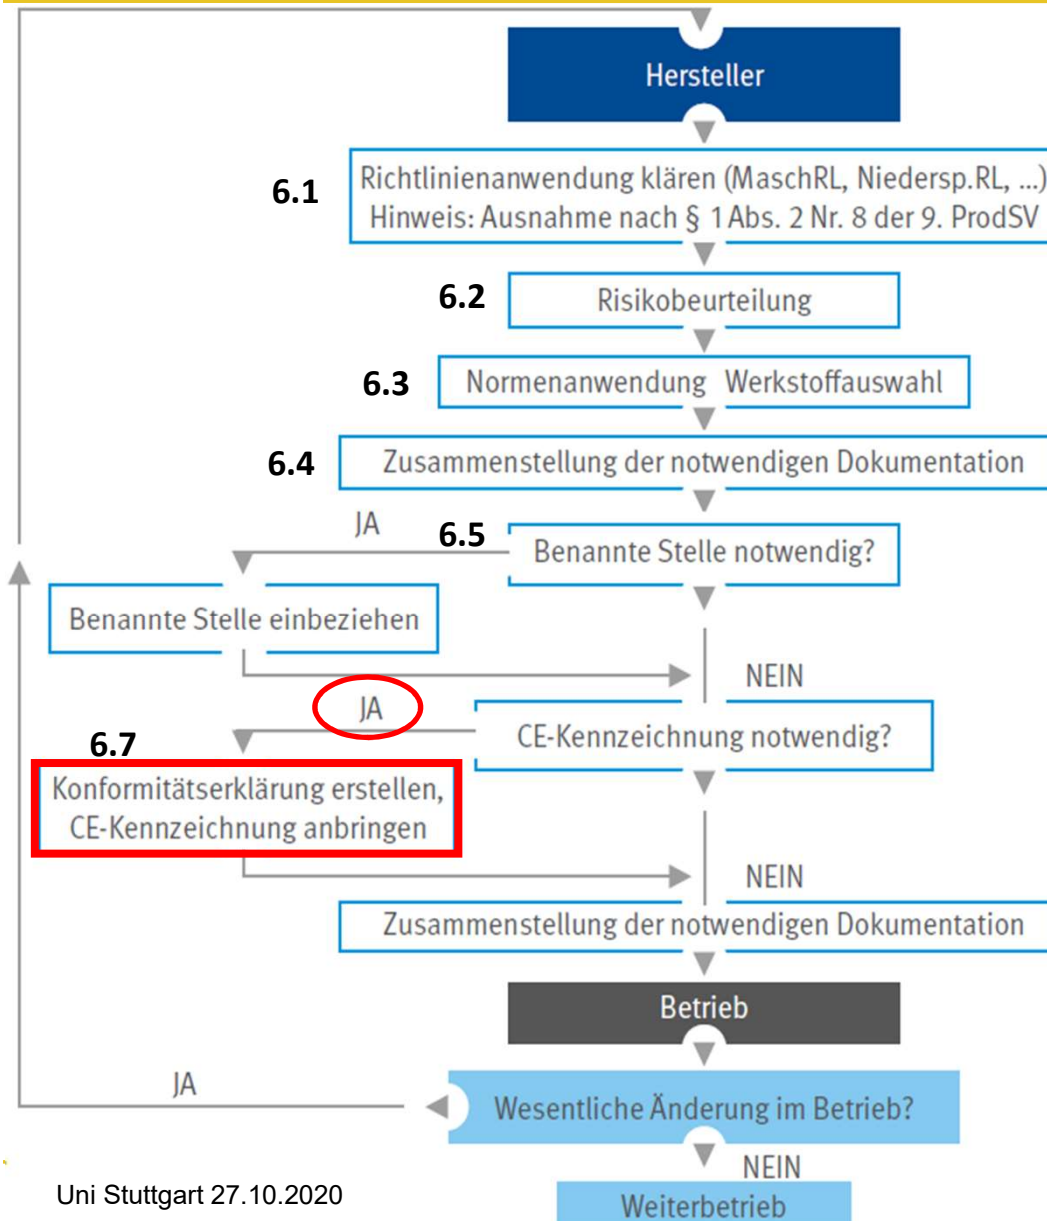 Hersteller
6.1
Richtlinienanwendung klären (MaschRL, Niedersp.RL, ...)
Hinweis: Ausnahme nach § 1 Abs. 2 Nr. 8 der 9. ProdSV
6.2
Risikobeurteilung
6.3
Normenanwendung Werkstoffauswahl
6.4
Zusammenstellung der notwendigen Dokumentation
JA
6.5
Benannte Stelle notwendig?
Benannte Stelle einbeziehen
NEIN
JA
CE-Kennzeichnung notwendig?
6.7
Konformitätserklärung erstellen,
CE-Kennzeichnung anbringen
NEIN
Zusammenstellung der notwendigen Dokumentation
Betrieb
JA
Wesentliche Änderung im Betrieb?
NEIN
Weiterbetrieb
Uni Stuttgart 27.10.2020